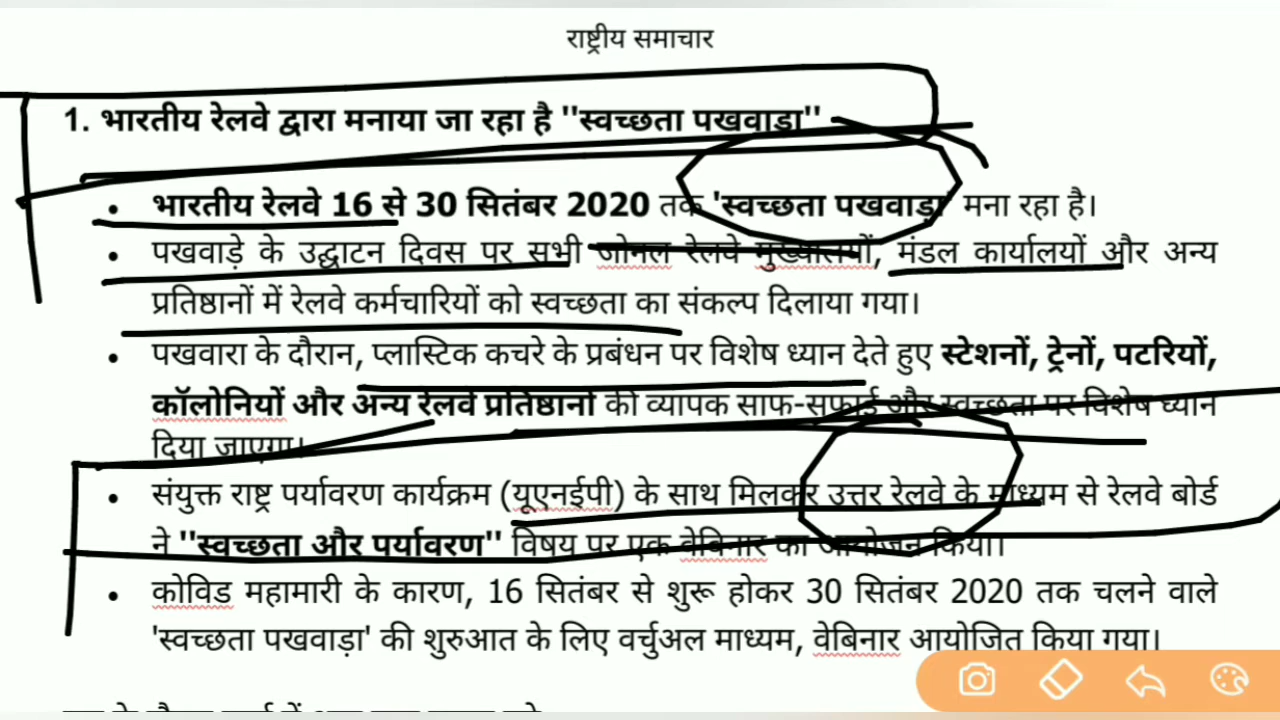 राष्ट्रीय समाचार
1. भारतीय रेलवे द्वारा मनाया जा रहा है "स्वच्छता पखवाडा"
• भारतीय रेलवे 16 से 30 सितंबर 2020 तक 'स्वच्छता पखवाड़ा' मना रहा है।
• पखवाड़े के उद्घाटन दिवस पर सभी जोनल रेलवे मुख्यालयों, मंडल कार्यालयों और अन्य
प्रतिष्ठानों में रेलवे कर्मचारियों को स्वच्छता का संकल्प दिलाया गया।
• पखवारा के दौरान, प्लास्टिक कचरे के प्रबंधन पर विशेष ध्यान देते हुए स्टेशनों, ट्रेनों, पटरियों,
कॉलोनियों और अन्य रेलवे प्रतिष्ठानों की व्यापक साफ-सफाई और स्वच्छता पर विशेष ध्यान
दिया जाएगा।
• संयुक्त राष्ट्र पर्यावरण कार्यक्रम (यूएनईपी) के साथ मिलकर उत्तर रेलवे के माध्यम से रेलवे बोर्ड
ने "स्वच्छता और पर्यावरण" विषय पर एक वेबिनार का आयोजन किया।
• कोविड महामारी के कारण, 16 सितंबर से शुरू होकर 30 सितंबर 2020 तक चलने वाले
'स्वच्छता पखवाड़ा' की शुरुआत के लिए वर्चुअल माध्यम, वेबिनार आयोजित किया गया।